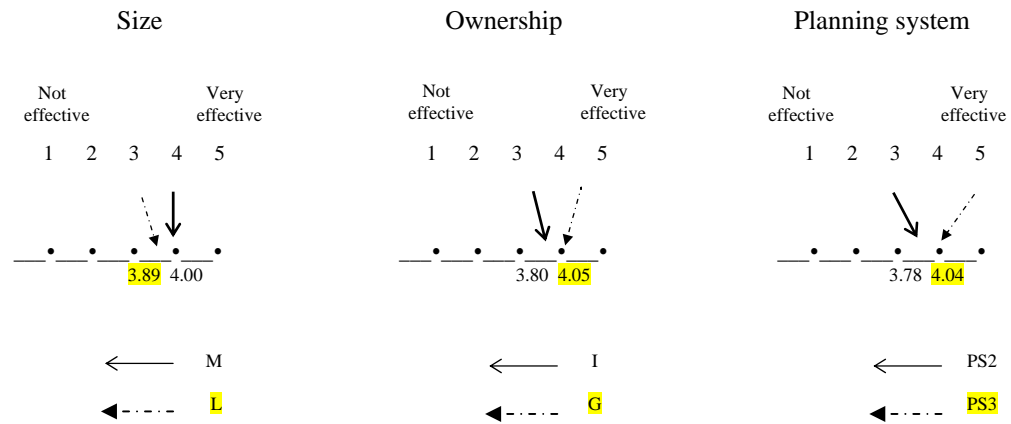 Size Ownership Planning system
Not Very Not Very Not Very
effective effective effective effective effective effective
1 2 3 4 5 1 2 3 4 5 1 2 3 4 5
3.89 4.00 3.80 4.05 3.78 4.04
M I PS2
L G PS3